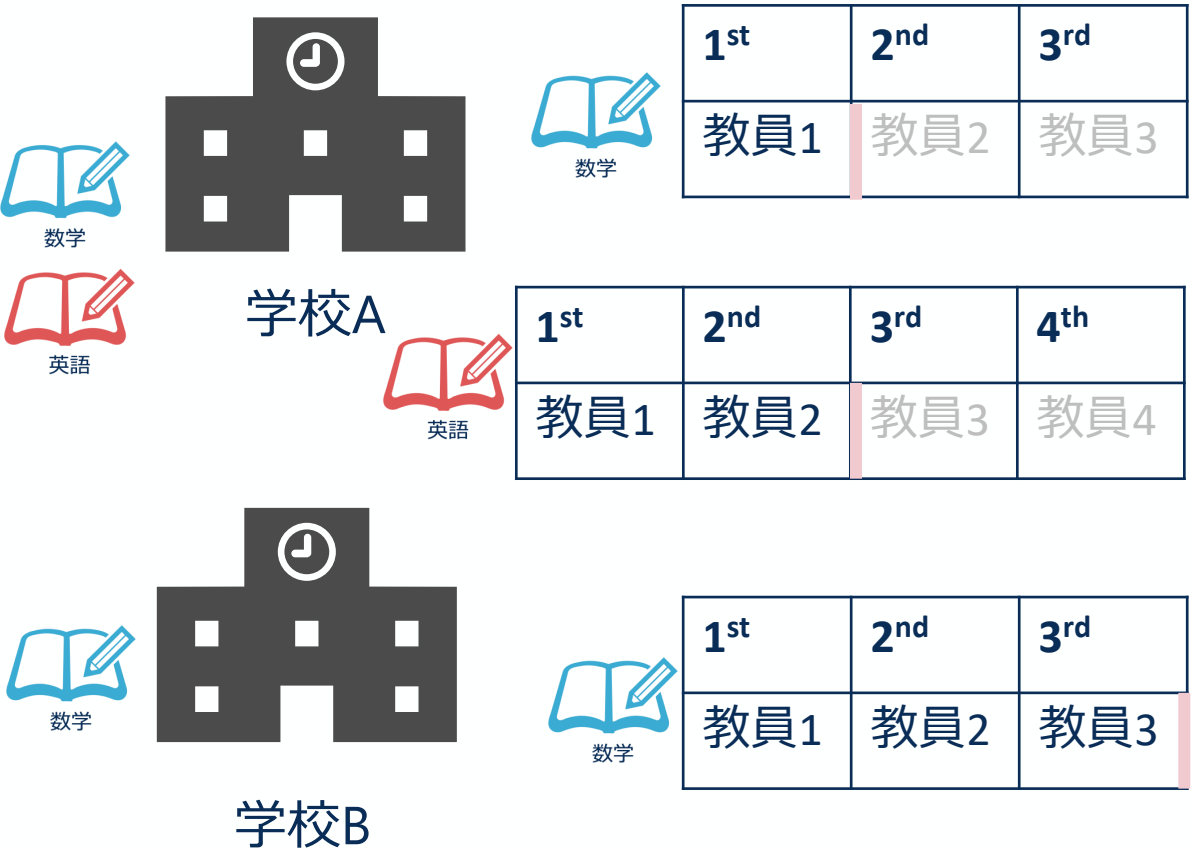 数学
英語
学校A
数学
1st 2nd 3rd
教員1 教員2 教員3
英語
1st 2nd 3rd 4th
教員1 教員2 教員3 教員4
数学
学校B
数学
1st 2nd 3rd
教員1 教員2 教員3